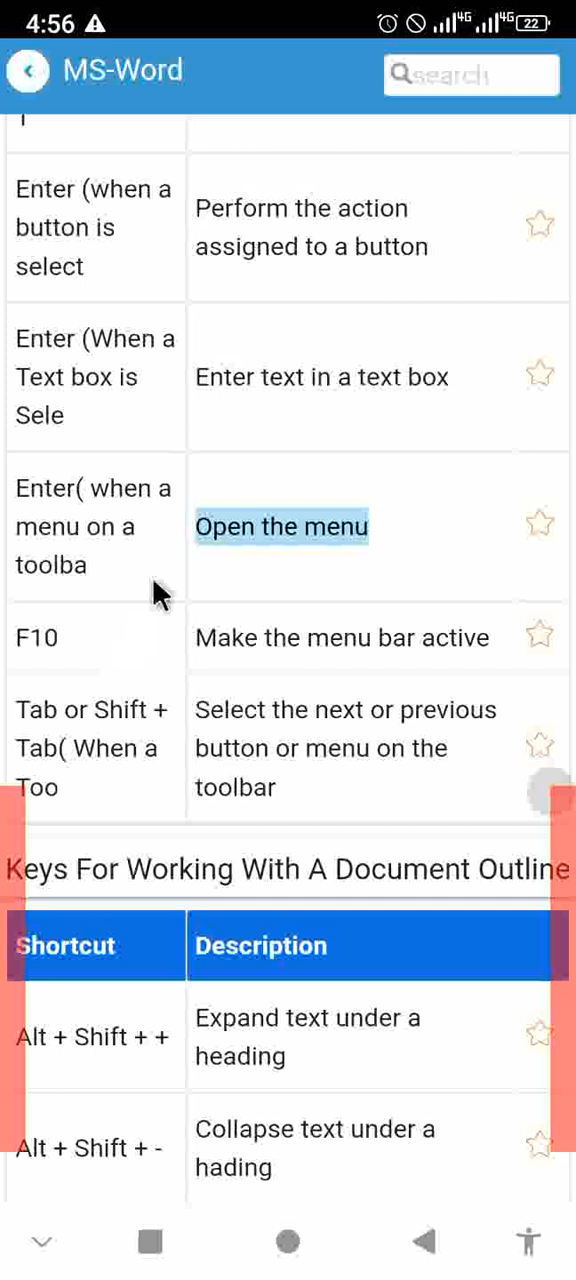 4:56 4G 4G 22
MS-Word search
Enter (when a
button is
select
Perform the action
assigned to a button
Enter (When a
Text box is
Sele
Enter text in a text box
Enter( when a
menu on a
toolba
Open the menu
F10
Make the menu bar active
Tab or Shift +
Tab( When a
Too
Select the next or previous
button or menu on the
toolbar
Keys For Working With A Document Outline
Shortcut Description
Alt + Shift + +
Expand text under a
heading
Alt + Shift + -
Collapse text under a
hading